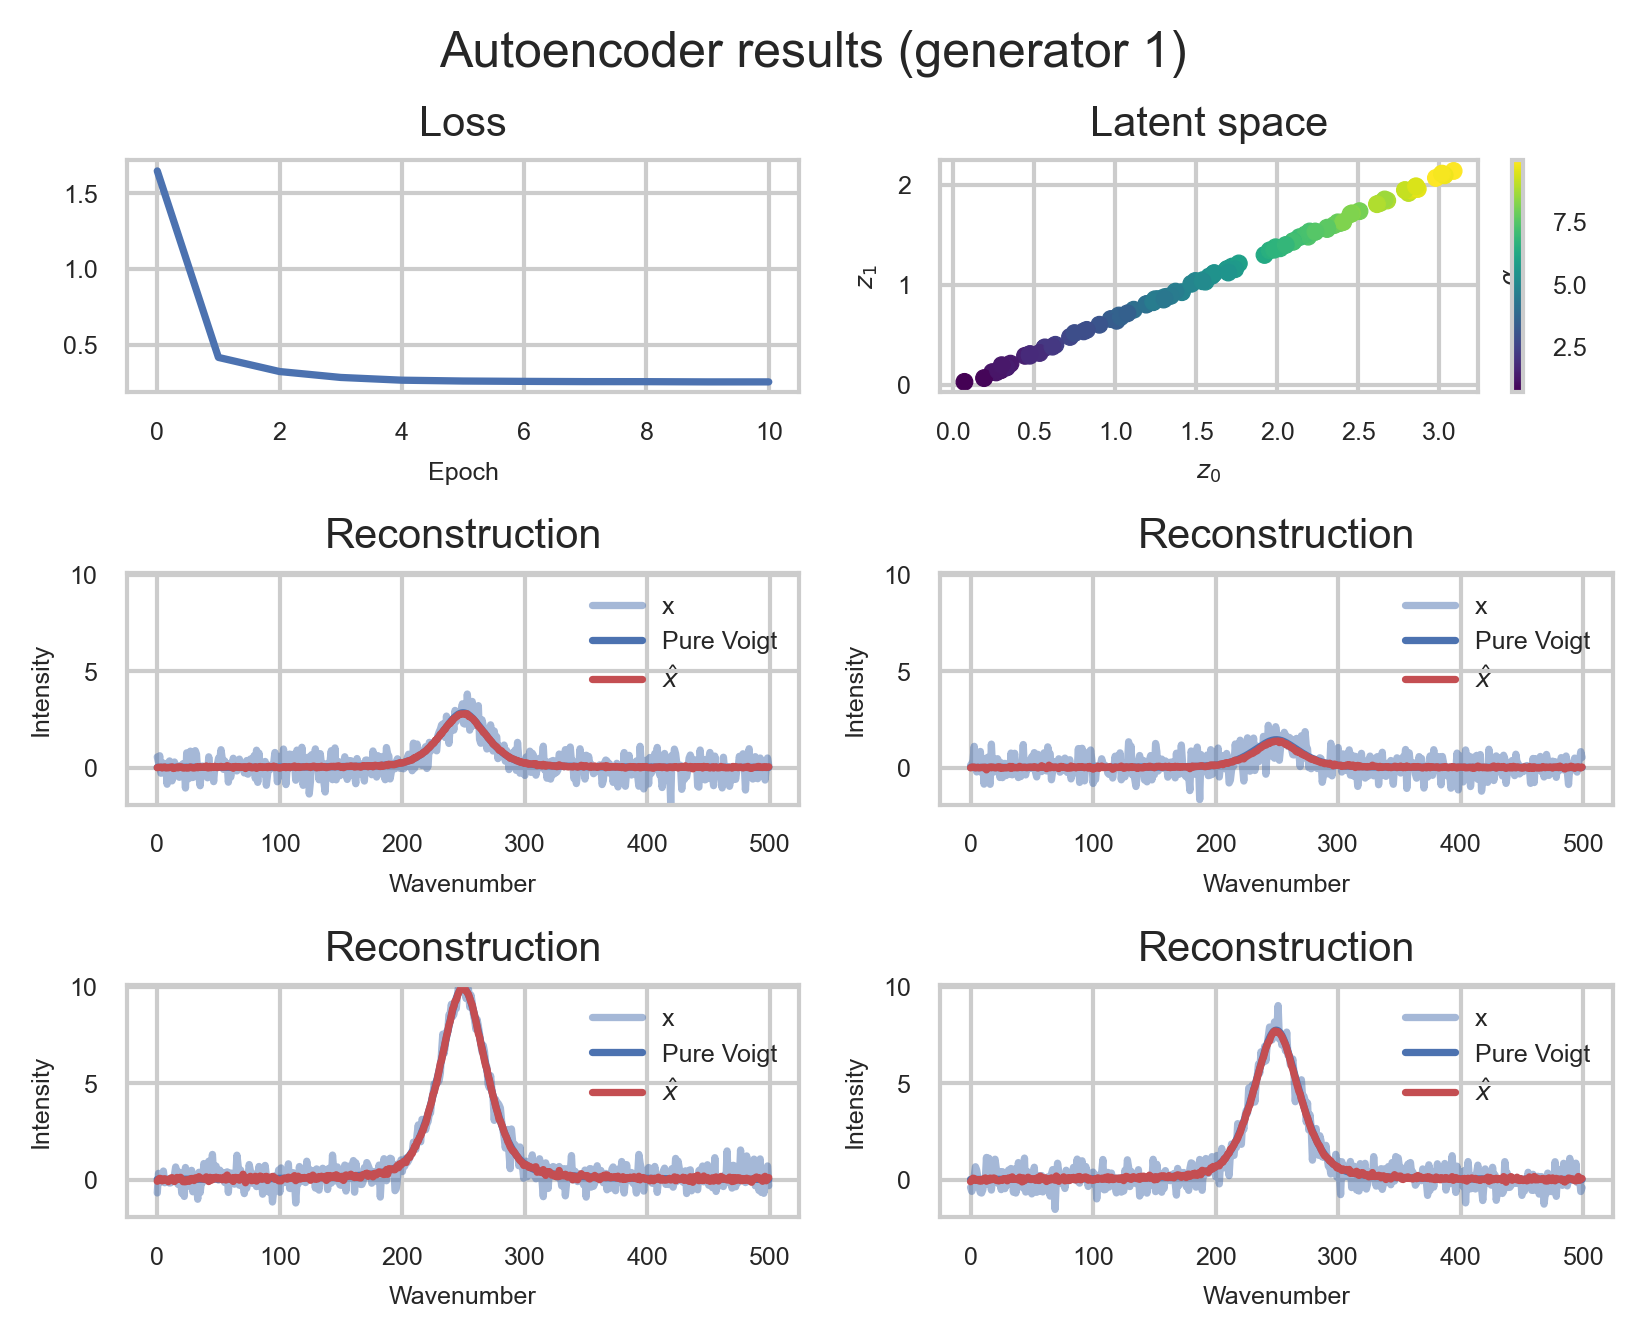 Autoencoder results (generator 1)
Loss
1.5
1.0
0.5
0 2 4 6 8 10
Epoch
Latent space
2
1
0
z₁
0.0 0.5 1.0 1.5 2.0 2.5 3.0
z₀
7.5
5.0
2.5
Reconstruction
10
5
0
Intensity
x
Pure Voigt
x̂
0 100 200 300 400 500
Wavenumber
Reconstruction
10
5
0
Intensity
x
Pure Voigt
x̂
0 100 200 300 400 500
Wavenumber
Reconstruction
10
5
0
Intensity
x
Pure Voigt
x̂
0 100 200 300 400 500
Wavenumber
Reconstruction
10
5
0
Intensity
x
Pure Voigt
x̂
0 100 200 300 400 500
Wavenumber